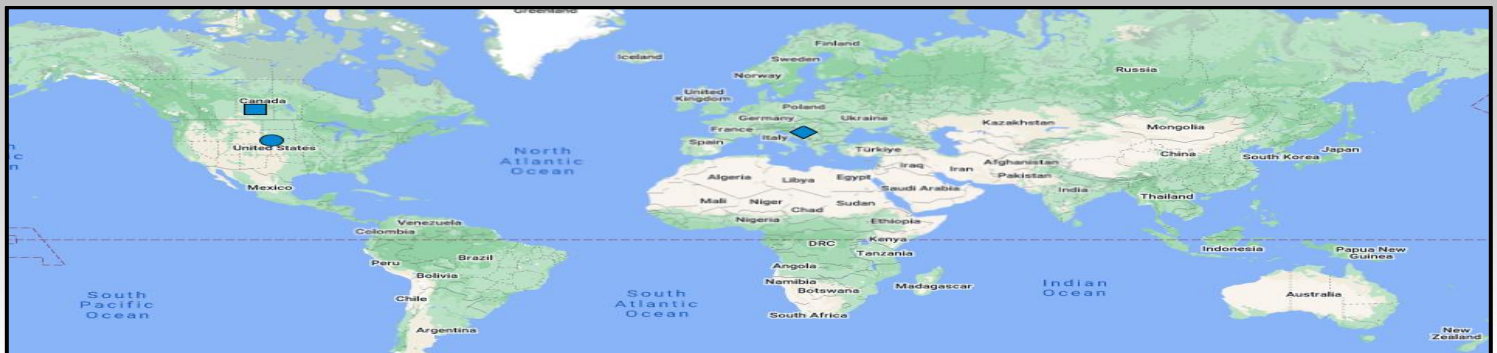 Greenland
Finland
Iceland
Sweden
Russia
Norway
Canada
United
Kingdom
Poland
Germany
Ukraine
France
Kazakhstan
Mongolia
Italy
Spain
United States
Türkiye
Japan
China
South Korea
North
Atlantic
Ocean
Iraq
Iran
Afghanistan
Pakistan
Algeria
Libya
Egypt
Saudi Arabia
India
Mexico
Thailand
Mali
Niger
Chad
Sudan
Nigeria
Ethiopia
Venezuela
Colombia
DRC
Kenya
Tanzania
Indonesia
Papua New
Guinea
Peru
Brazil
Bolivia
Angola
Namibia
Botswana
Madagascar
Indian
Ocean
South
Pacific
Ocean
Chile
South
Atlantic
Ocean
Australia
South Africa
Argentina
New
Zealand